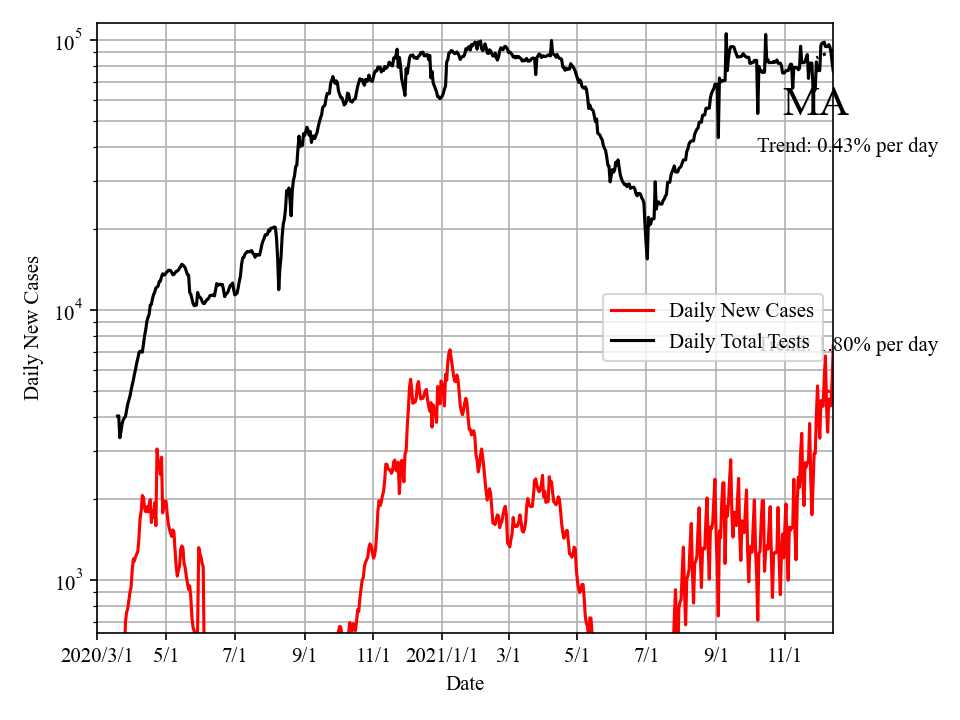 10^5
MA
Trend: 0.43% per day
10^4
Daily New Cases
Daily Total Tests
1.80% per day
10^3
Daily New Cases
2020/3/1 5/1 7/1 9/1 11/1 2021/1/1 3/1 5/1 7/1 9/1 11/1
Date